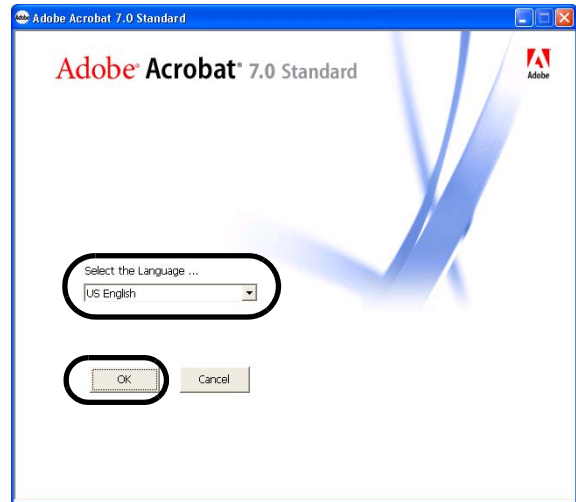 Adobe Acrobat 7.0 Standard
Adobe® Acrobat® 7.0 Standard
Adobe
Select the Language ...
US English
OK
Cancel